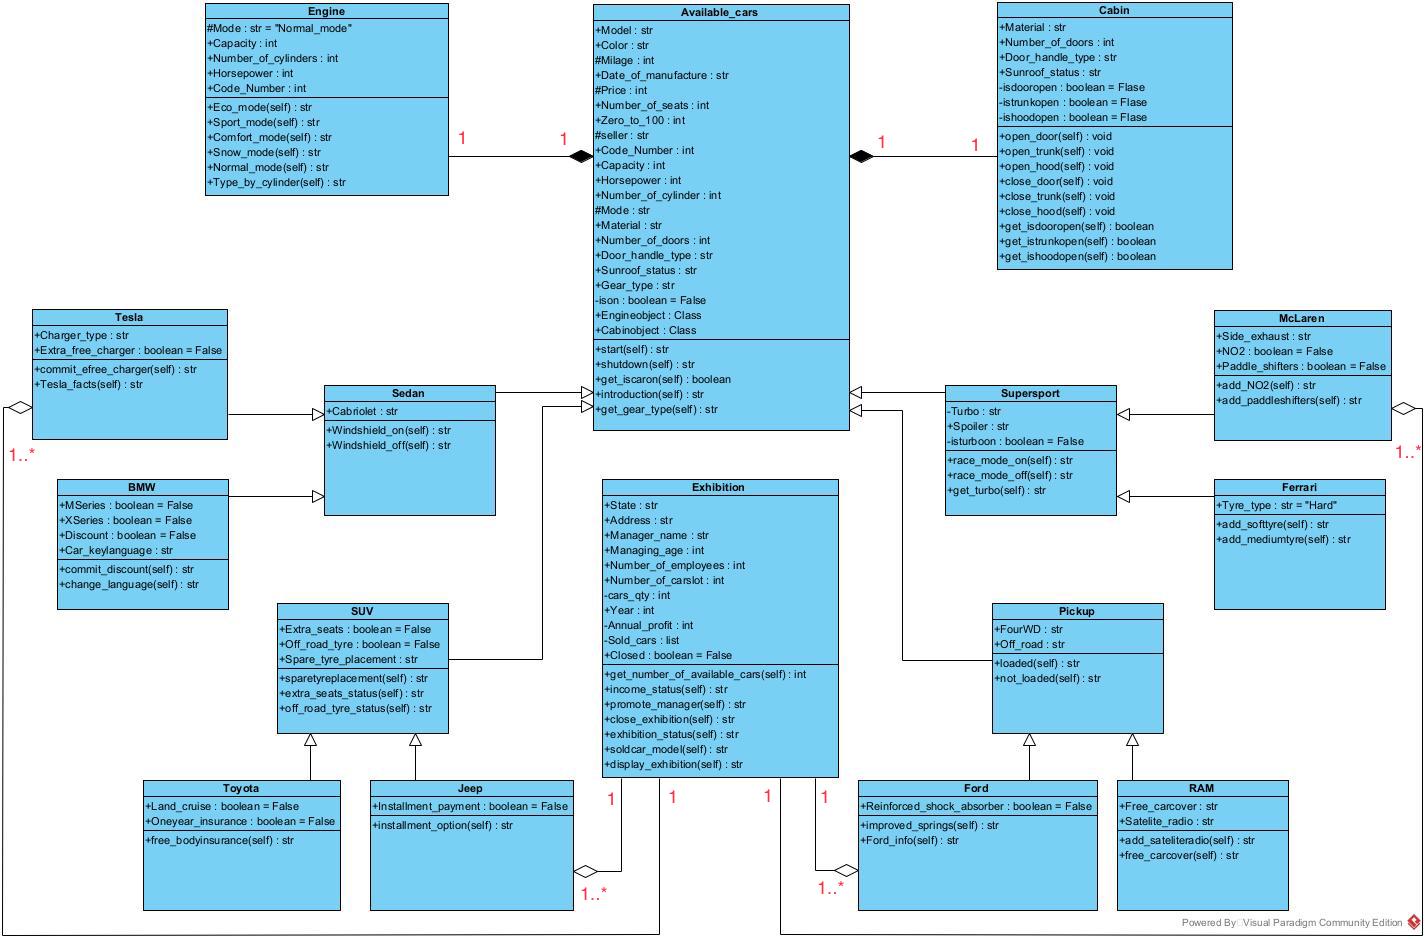 Engine
#Mode : str = "Normal_mode"
+Capacity : int
+Number_of_cylinders : int
+Horsepower : int
+Code_Number : int
+Eco_mode(self) : str
+Sport_mode(self) : str
+Comfort_mode(self) : str
+Snow_mode(self) : str
+Normal_mode(self) : str
+Type_by_cylinder(self) : str
1
1
Available_cars
+Model : str
+Color : str
#Milage : int
+Date_of_manufacture : str
#Price : int
+Number_of_seats : int
+Zero_to_100 : int
#seller : str
+Code_Number : int
+Capacity : int
+Horsepower : int
+Number_of_cylinder : int
#Mode : str
+Material : str
+Number_of_doors : int
+Door_handle_type : str
+Sunroof_status : str
+Gear_type : str
-ison : boolean = False
+Engineobject : Class
+Cabinobject : Class
+start(self) : str
+shutdown(self) : str
+get_iscaron(self) : boolean
+introduction(self) : str
+get_gear_type(self) : str
1
1
Cabin
+Material : str
+Number_of_doors : int
+Door_handle_type : str
+Sunroof_status : str
-isdooropen : boolean = Flase
-istrunkopen : boolean = Flase
-ishoodopen : boolean = Flase
+open_door(self) : void
+open_trunk(self) : void
+open_hood(self) : void
+close_door(self) : void
+close_trunk(self) : void
+close_hood(self) : void
+get_isdooropen(self) : boolean
+get_istrunkopen(self) : boolean
+get_ishoodopen(self) : boolean
Tesla
+Charger_type : str
+Extra_free_charger : boolean = False
+commit_efree_charger(self) : str
+Tesla_facts(self) : str
1..*
Sedan
+Cabriolet : str
+Windshield_on(self) : str
+Windshield_off(self) : str
Supersport
-Turbo : str
+Spoiler : str
-isturboon : boolean = False
+race_mode_on(self) : str
+race_mode_off(self) : str
+get_turbo(self) : str
McLaren
+Side_exhaust : str
+NO2 : boolean = False
+Paddle_shifters : boolean = False
+add_NO2(self) : str
+add_paddleshifters(self) : str
1..*
BMW
+MSeries : boolean = False
+XSeries : boolean = False
+Discount : boolean = False
+Car_keylanguage : str
+commit_discount(self) : str
+change_language(self) : str
Exhibition
+State : str
+Address : str
+Manager_name : str
+Managing_age : int
+Number_of_employees : int
+Number_of_carslot : int
-cars_qty : int
+Year : int
-Annual_profit : int
-Sold_cars : list
+Closed : boolean = False
+get_number_of_available_cars(self) : int
+income_status(self) : str
+promote_manager(self) : str
+close_exhibition(self) : str
+exhibition_status(self) : str
+soldcar_model(self) : str
+display_exhibition(self) : str
Ferrari
+Tyre_type : str = "Hard"
+add_softtyre(self) : str
+add_mediumtyre(self) : str
SUV
+Extra_seats : boolean = False
+Off_road_tyre : boolean = False
+Spare_tyre_placement : str
+sparetyreplacement(self) : str
+extra_seats_status(self) : str
+off_road_tyre_status(self) : str
Pickup
+FourWD : str
+Off_road : str
+loaded(self) : str
+not_loaded(self) : str
Toyota
+Land_cruise : boolean = False
+Oneyear_insurance : boolean = False
+free_bodyinsurance(self) : str
Jeep
+Installment_payment : boolean = False
+installment_option(self) : str
1
1
1
1
1..*
1..*
Ford
+Reinforced_shock_absorber : boolean = False
+improved_springs(self) : str
+Ford_info(self) : str
RAM
+Free_carcover : str
+Satelite_radio : str
+add_sateliteradio(self) : str
+free_carcover(self) : str
Powered By Visual Paradigm Community Edition